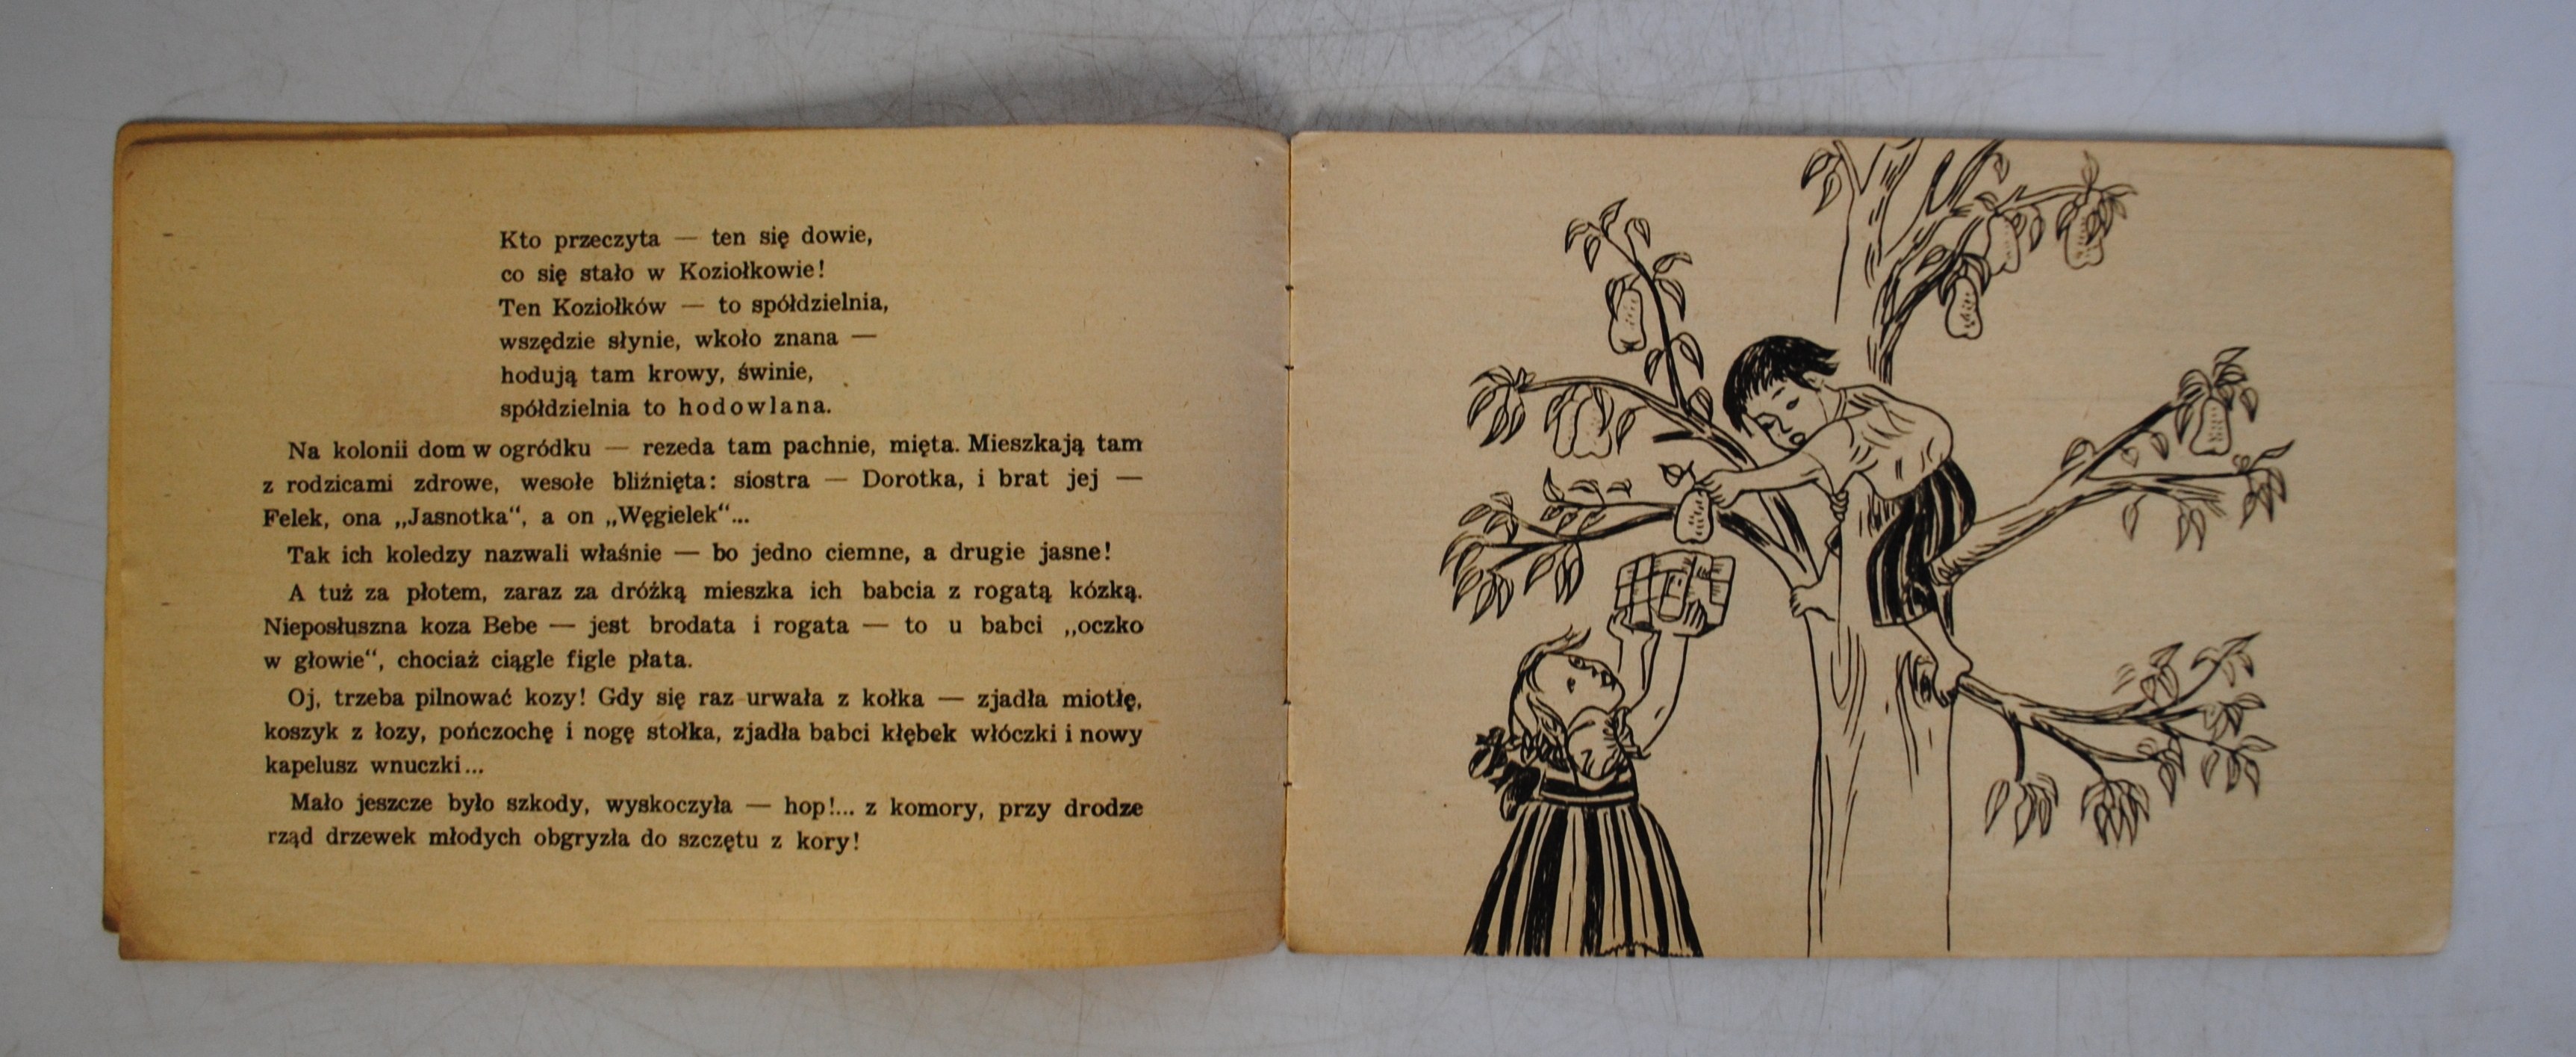 Kto przeczyta — ten się dowie,
co się stało w Koziołkowie!
Ten Koziołków — to spółdzielnia,
wszędzie słynie, wkoło znana —
hodują tam krowy, świnie,
spółdzielnia to hodowlana.
Na kolonii dom w ogródku — rezeda tam pachnie, mięta. Mieszkają tam
z rodzicami zdrowe, wesołe bliźnięta: siostra — Dorotka, i brat jej —
Felek, ona „Jasnotka“, a on „Węgielek“...
Tak ich koledzy nazwali właśnie — bo jedno ciemne, a drugie jasne!
A tuż za płotem, zaraz za dróżką mieszka ich babcia z rogatą kózką.
Nieposłuszna koza Bebe — jest brodata i rogata — to u babci „oczko
w głowie“, chociaż ciągle figle płata.
Oj, trzeba pilnować kozy! Gdy się raz urwała z kołka — zjadła miotłę,
koszyk z łozy, pończochę i nogę stołka, zjadła babci kłębek włóczki i nowy
kapelusz wnuczki...
Mało jeszcze było szkody, wyskoczyła — hop!... z komory, przy drodze
rząd drzewek młodych obgryzła do szczętu z kory!